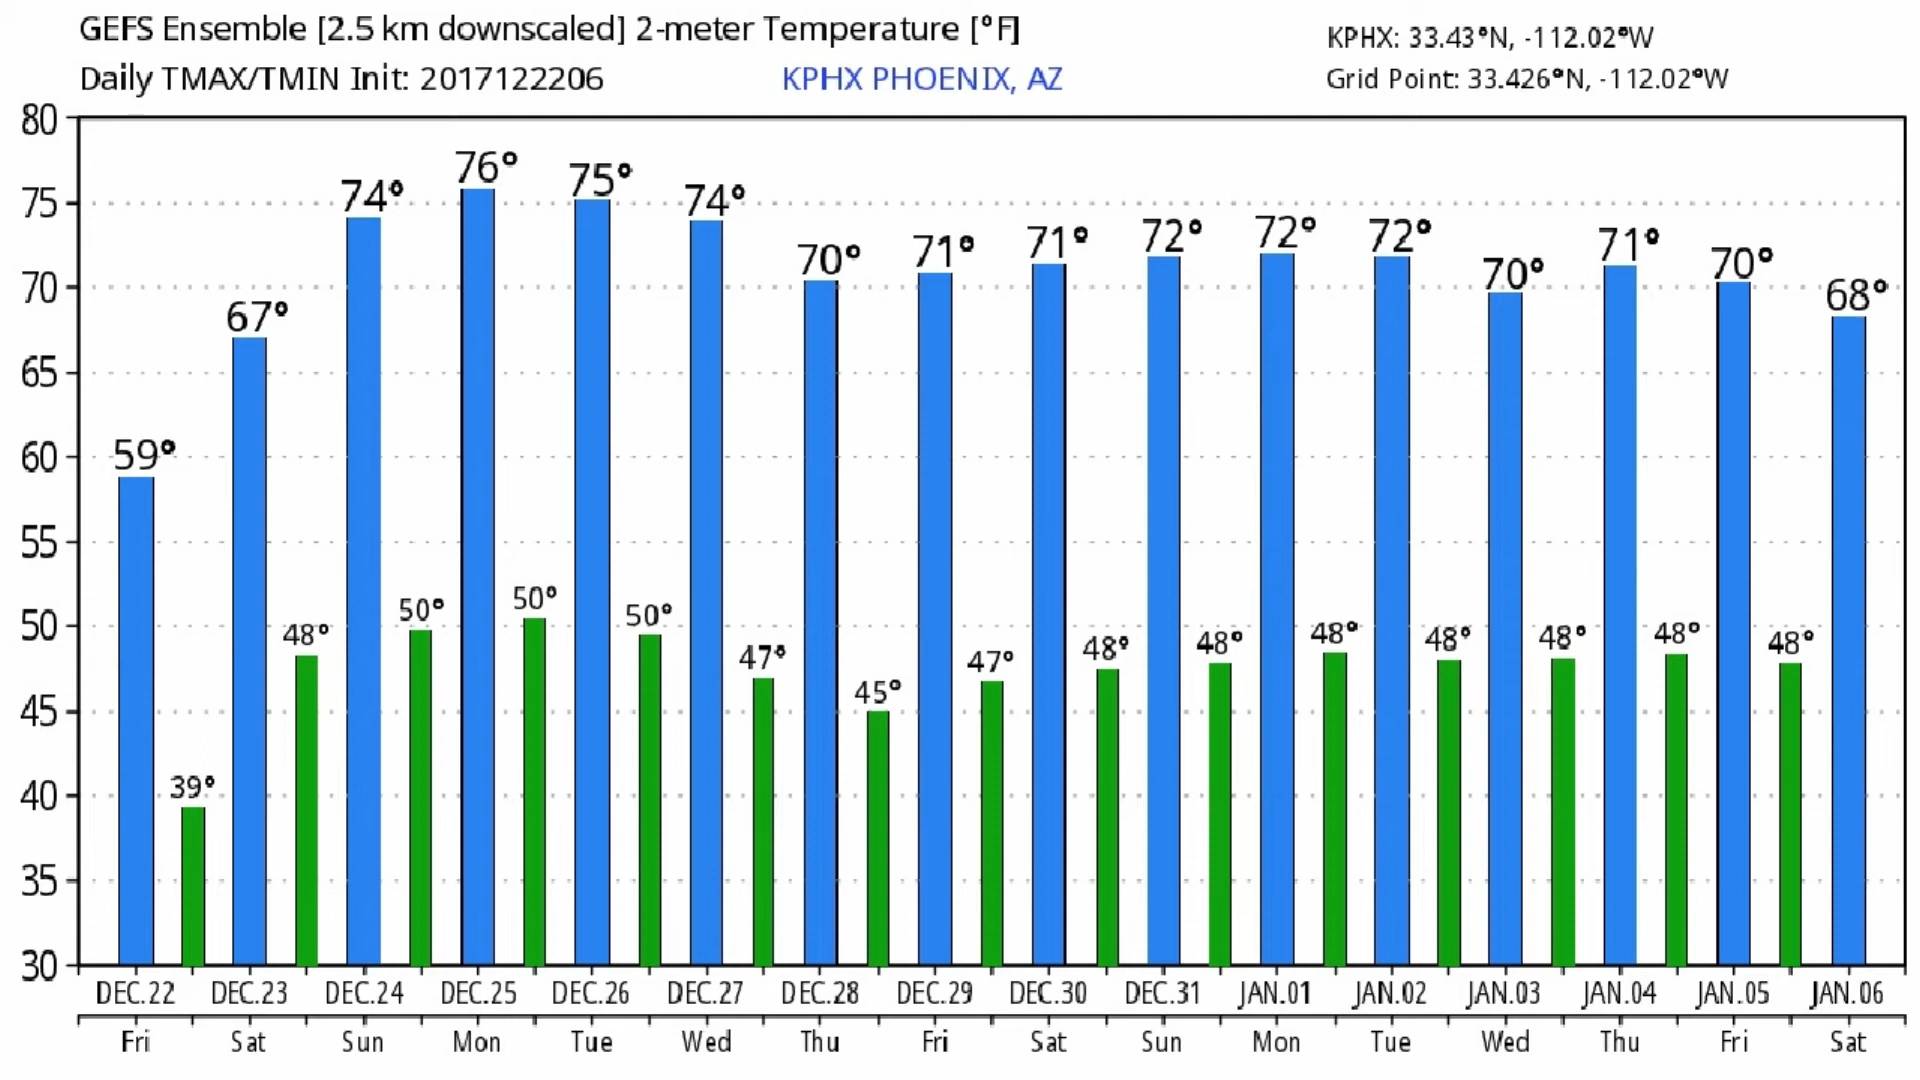 GEFS Ensemble [2.5 km downscaled] 2-meter Temperature [°F]
KPHX: 33.43°N, -112.02°W
Daily TMAX/TMIN Init: 2017122206
KPHX PHOENIX, AZ
Grid Point: 33.426°N, -112.02°W
80
75
70
65
60
55
50
45
40
35
30
59° 67° 74° 76° 75° 74° 70° 71° 71° 72° 72° 72° 70° 71° 70° 68°
39° 48° 50° 50° 50° 47° 45° 47° 48° 48° 48° 48° 48° 48° 48°
DEC.22 DEC.23 DEC.24 DEC.25 DEC.26 DEC.27 DEC.28 DEC.29 DEC.30 DEC.31 JAN.01 JAN.02 JAN.03 JAN.04 JAN.05 JAN.06
Fri Sat Sun Mon Tue Wed Thu Fri Sat Sun Mon Tue Wed Thu Fri Sat